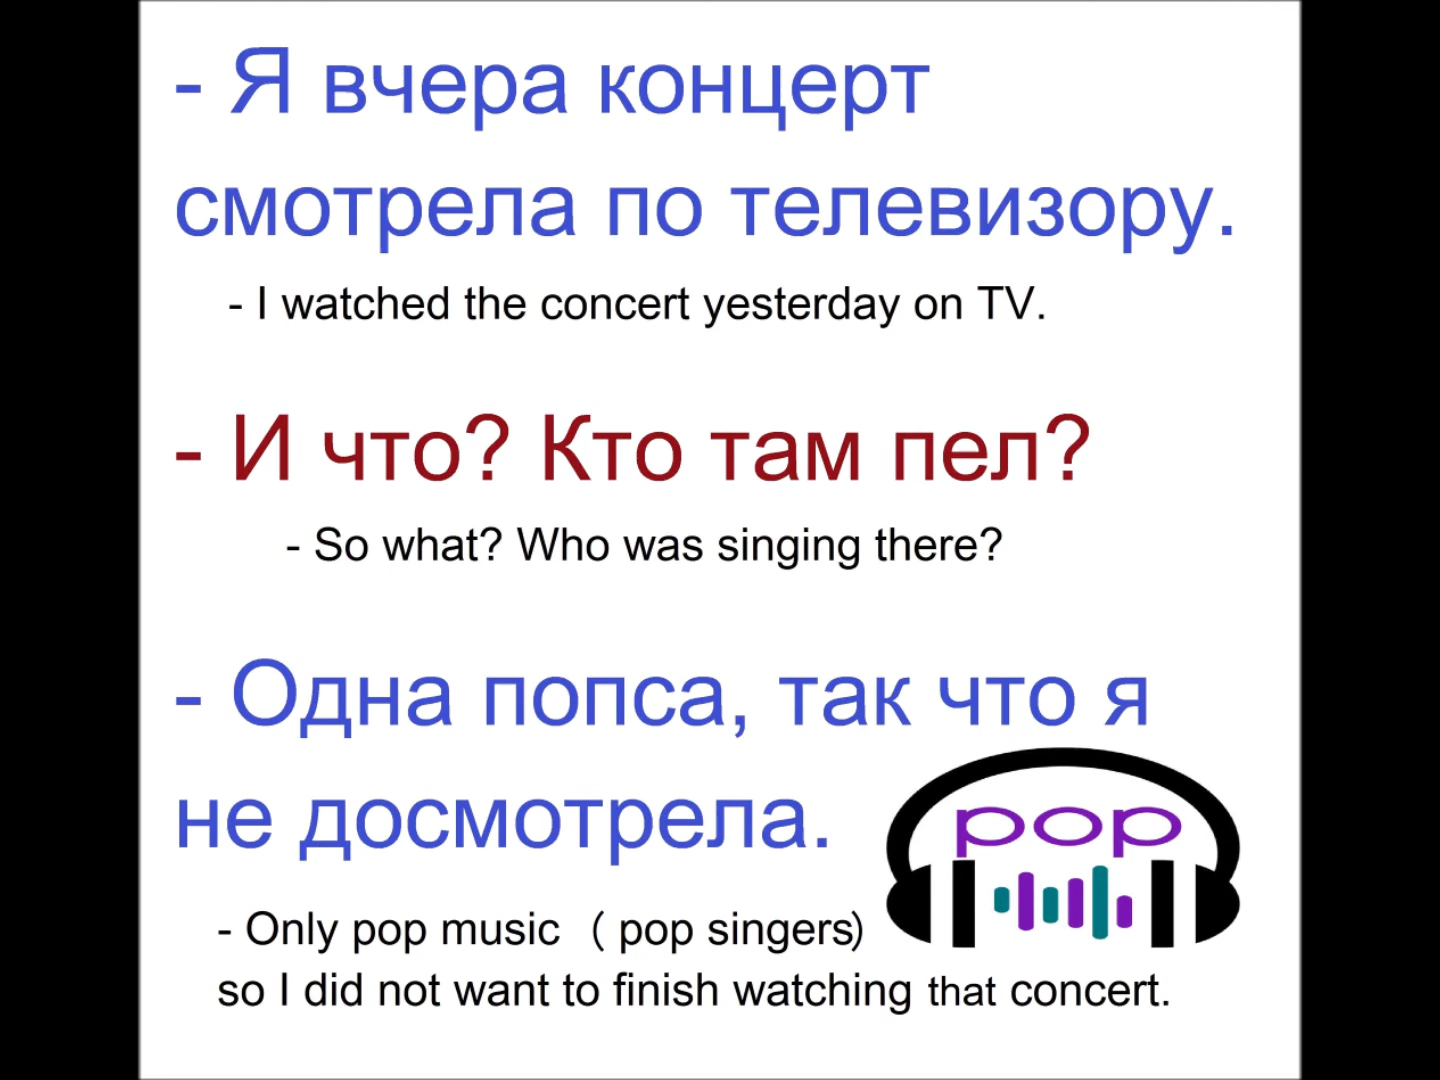 - Я вчера концерт
смотрела по телевизору.
- I watched the concert yesterday on TV.
- И что? Кто там пел?
- So what? Who was singing there?
- Одна попса, так что я
не досмотрела.
pop
- Only pop music ( pop singers)
so I did not want to finish watching that concert.